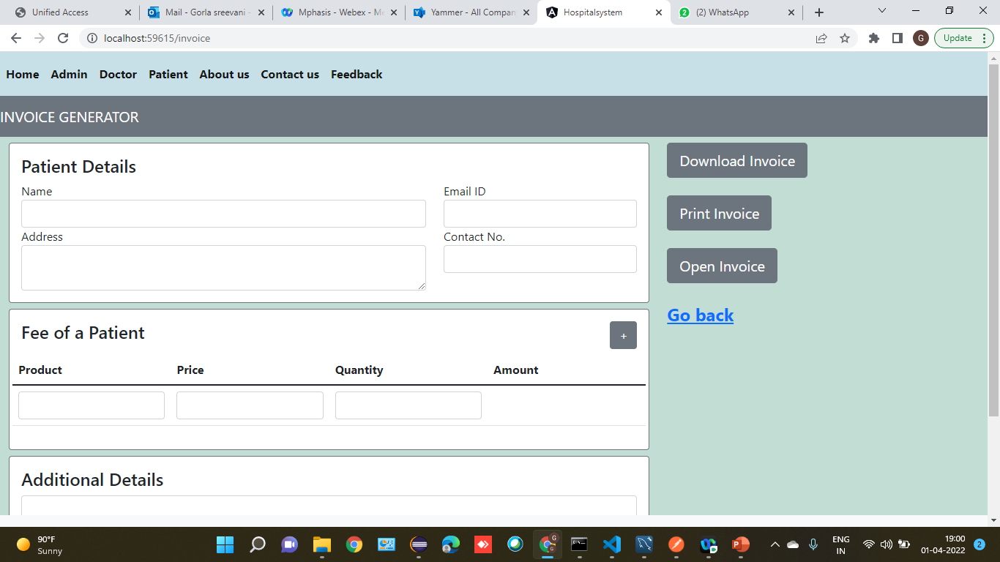 Unified Access
Mail - Gorla sreevani -
Mphasis - Webex - Me
Yammer - All Compan
Hospitalsystem
2 (2) WhatsApp
localhost:59615/invoice
G
Update
Home Admin Doctor Patient About us Contact us Feedback
INVOICE GENERATOR
Patient Details
Name
Email ID
Address
Contact No.
Download Invoice
Print Invoice
Open Invoice
Go back
Fee of a Patient
+
Product Price Quantity Amount
Additional Details
90°F
Sunny
ENG
IN
19:00
01-04-2022
2